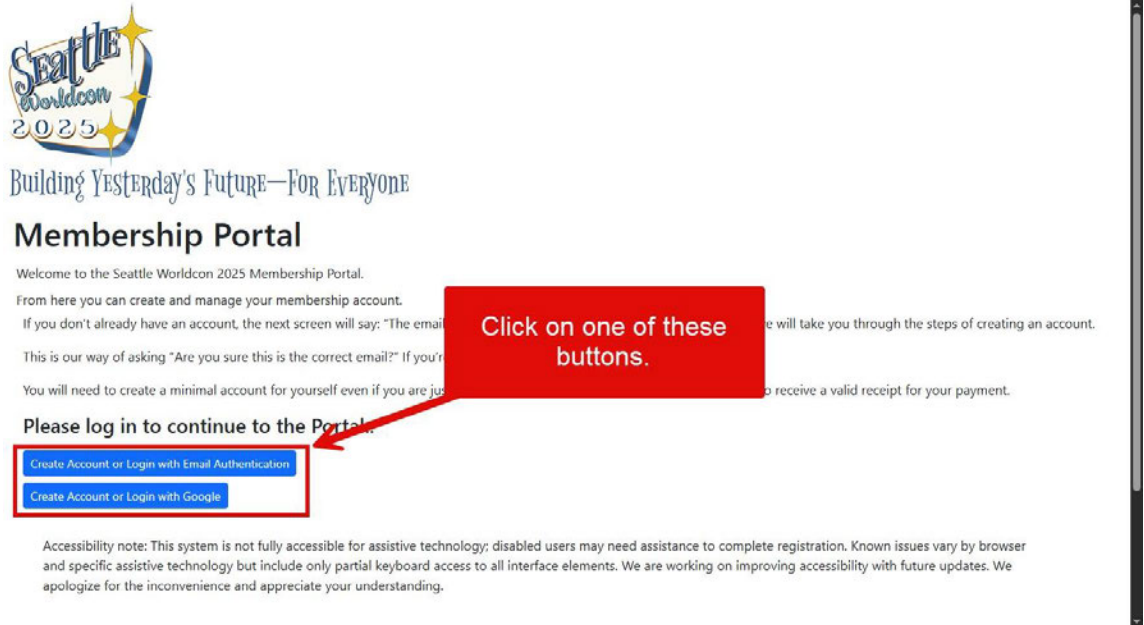 Seattle
Worldcon
2025
Building Yesterday's Future—For Everyone
Membership Portal
Welcome to the Seattle Worldcon 2025 Membership Portal.
From here you can create and manage your membership account.
If you don't already have an account, the next screen will say: "The email
will take you through the steps of creating an account.
This is our way of asking "Are you sure this is the correct email?" If
You will need to create a minimal account for yourself even if you are
receive a valid receipt for your payment.
Click on one of these
buttons.
Please log in to continue to the Portal.
Create Account or Login with Email Authentication
Create Account or Login with Google
Accessibility note: This system is not fully accessible for assistive technology; disabled users may need assistance to complete registration. Known issues vary by browser
and specific assistive technology but include only partial keyboard access to all interface elements. We are working on improving accessibility with future updates. We
apologize for the inconvenience and appreciate your understanding.